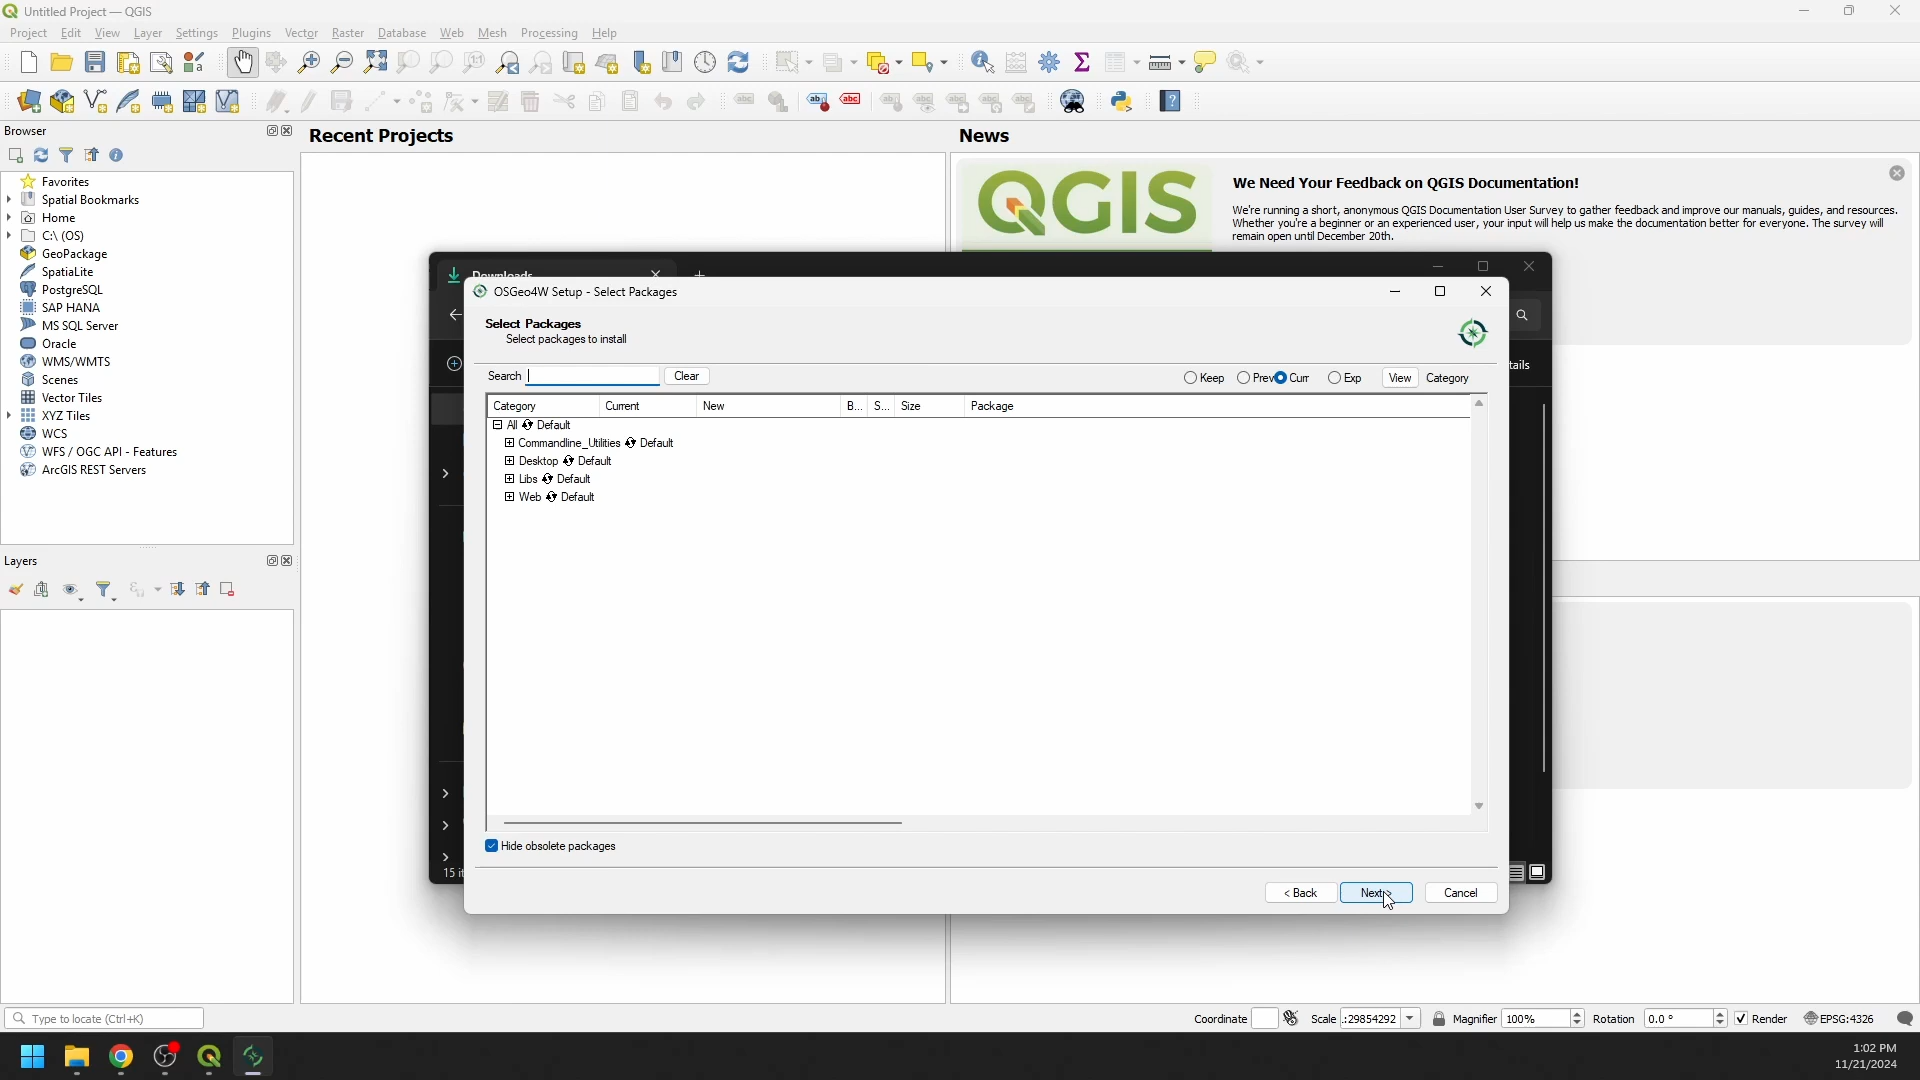 Untitled Project — QGIS
Project Edit View Layer Settings Plugins Vector Raster Database Web Mesh Processing Help
Browser
Recent Projects
News
Favorites
Spatial Bookmarks
Home
C:\ (OS)
GeoPackage
SpatiaLite
PostgreSQL
SAP HANA
MS SQL Server
Oracle
WMS/WMTS
Scenes
Vector Tiles
XYZ Tiles
WCS
WFS / OGC API - Features
ArcGIS REST Servers
QGIS
We Need Your Feedback on QGIS Documentation!
We're running a short, anonymous QGIS Documentation User Survey to gather feedback and improve our manuals, guides, and resources.
Whether you're a beginner or an experienced user, your input will help us make the documentation better for everyone. The survey will
remain open until December 20th.
Downloads
OSGeo4W Setup - Select Packages
Select Packages
Select packages to install
Search Clear Keep Prev Curr Exp View Category
Category Current New B... S... Size Package
All Default
Commandline_Utilities Default
Desktop Default
Libs Default
Web Default
Hide obsolete packages
< Back Next > Cancel
tails
15 it
Layers
Type to locate (Ctrl+K)
Coordinate Scale :29854292 Magnifier 100% Rotation 0.0 ° Render EPSG:4326
1:02 PM
11/21/2024